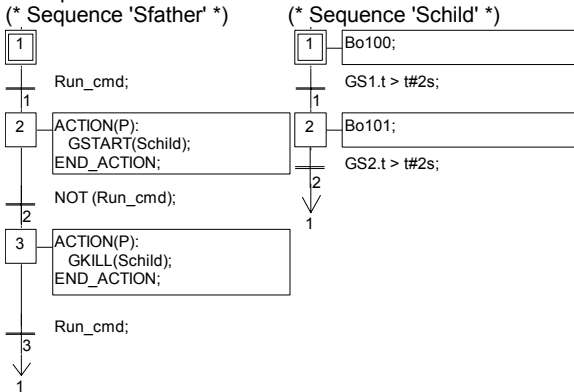 (* Sequence 'Sfather' *)
1
Run_cmd;
1
2
ACTION(P):
GSTART(Schild);
END_ACTION;
NOT (Run_cmd);
2
3
ACTION(P):
GKILL(Schild);
END_ACTION;
Run_cmd;
3
1
(* Sequence 'Schild' *)
1
Bo100;
GS1.t > t#2s;
1
2
Bo101;
GS2.t > t#2s;
2
1